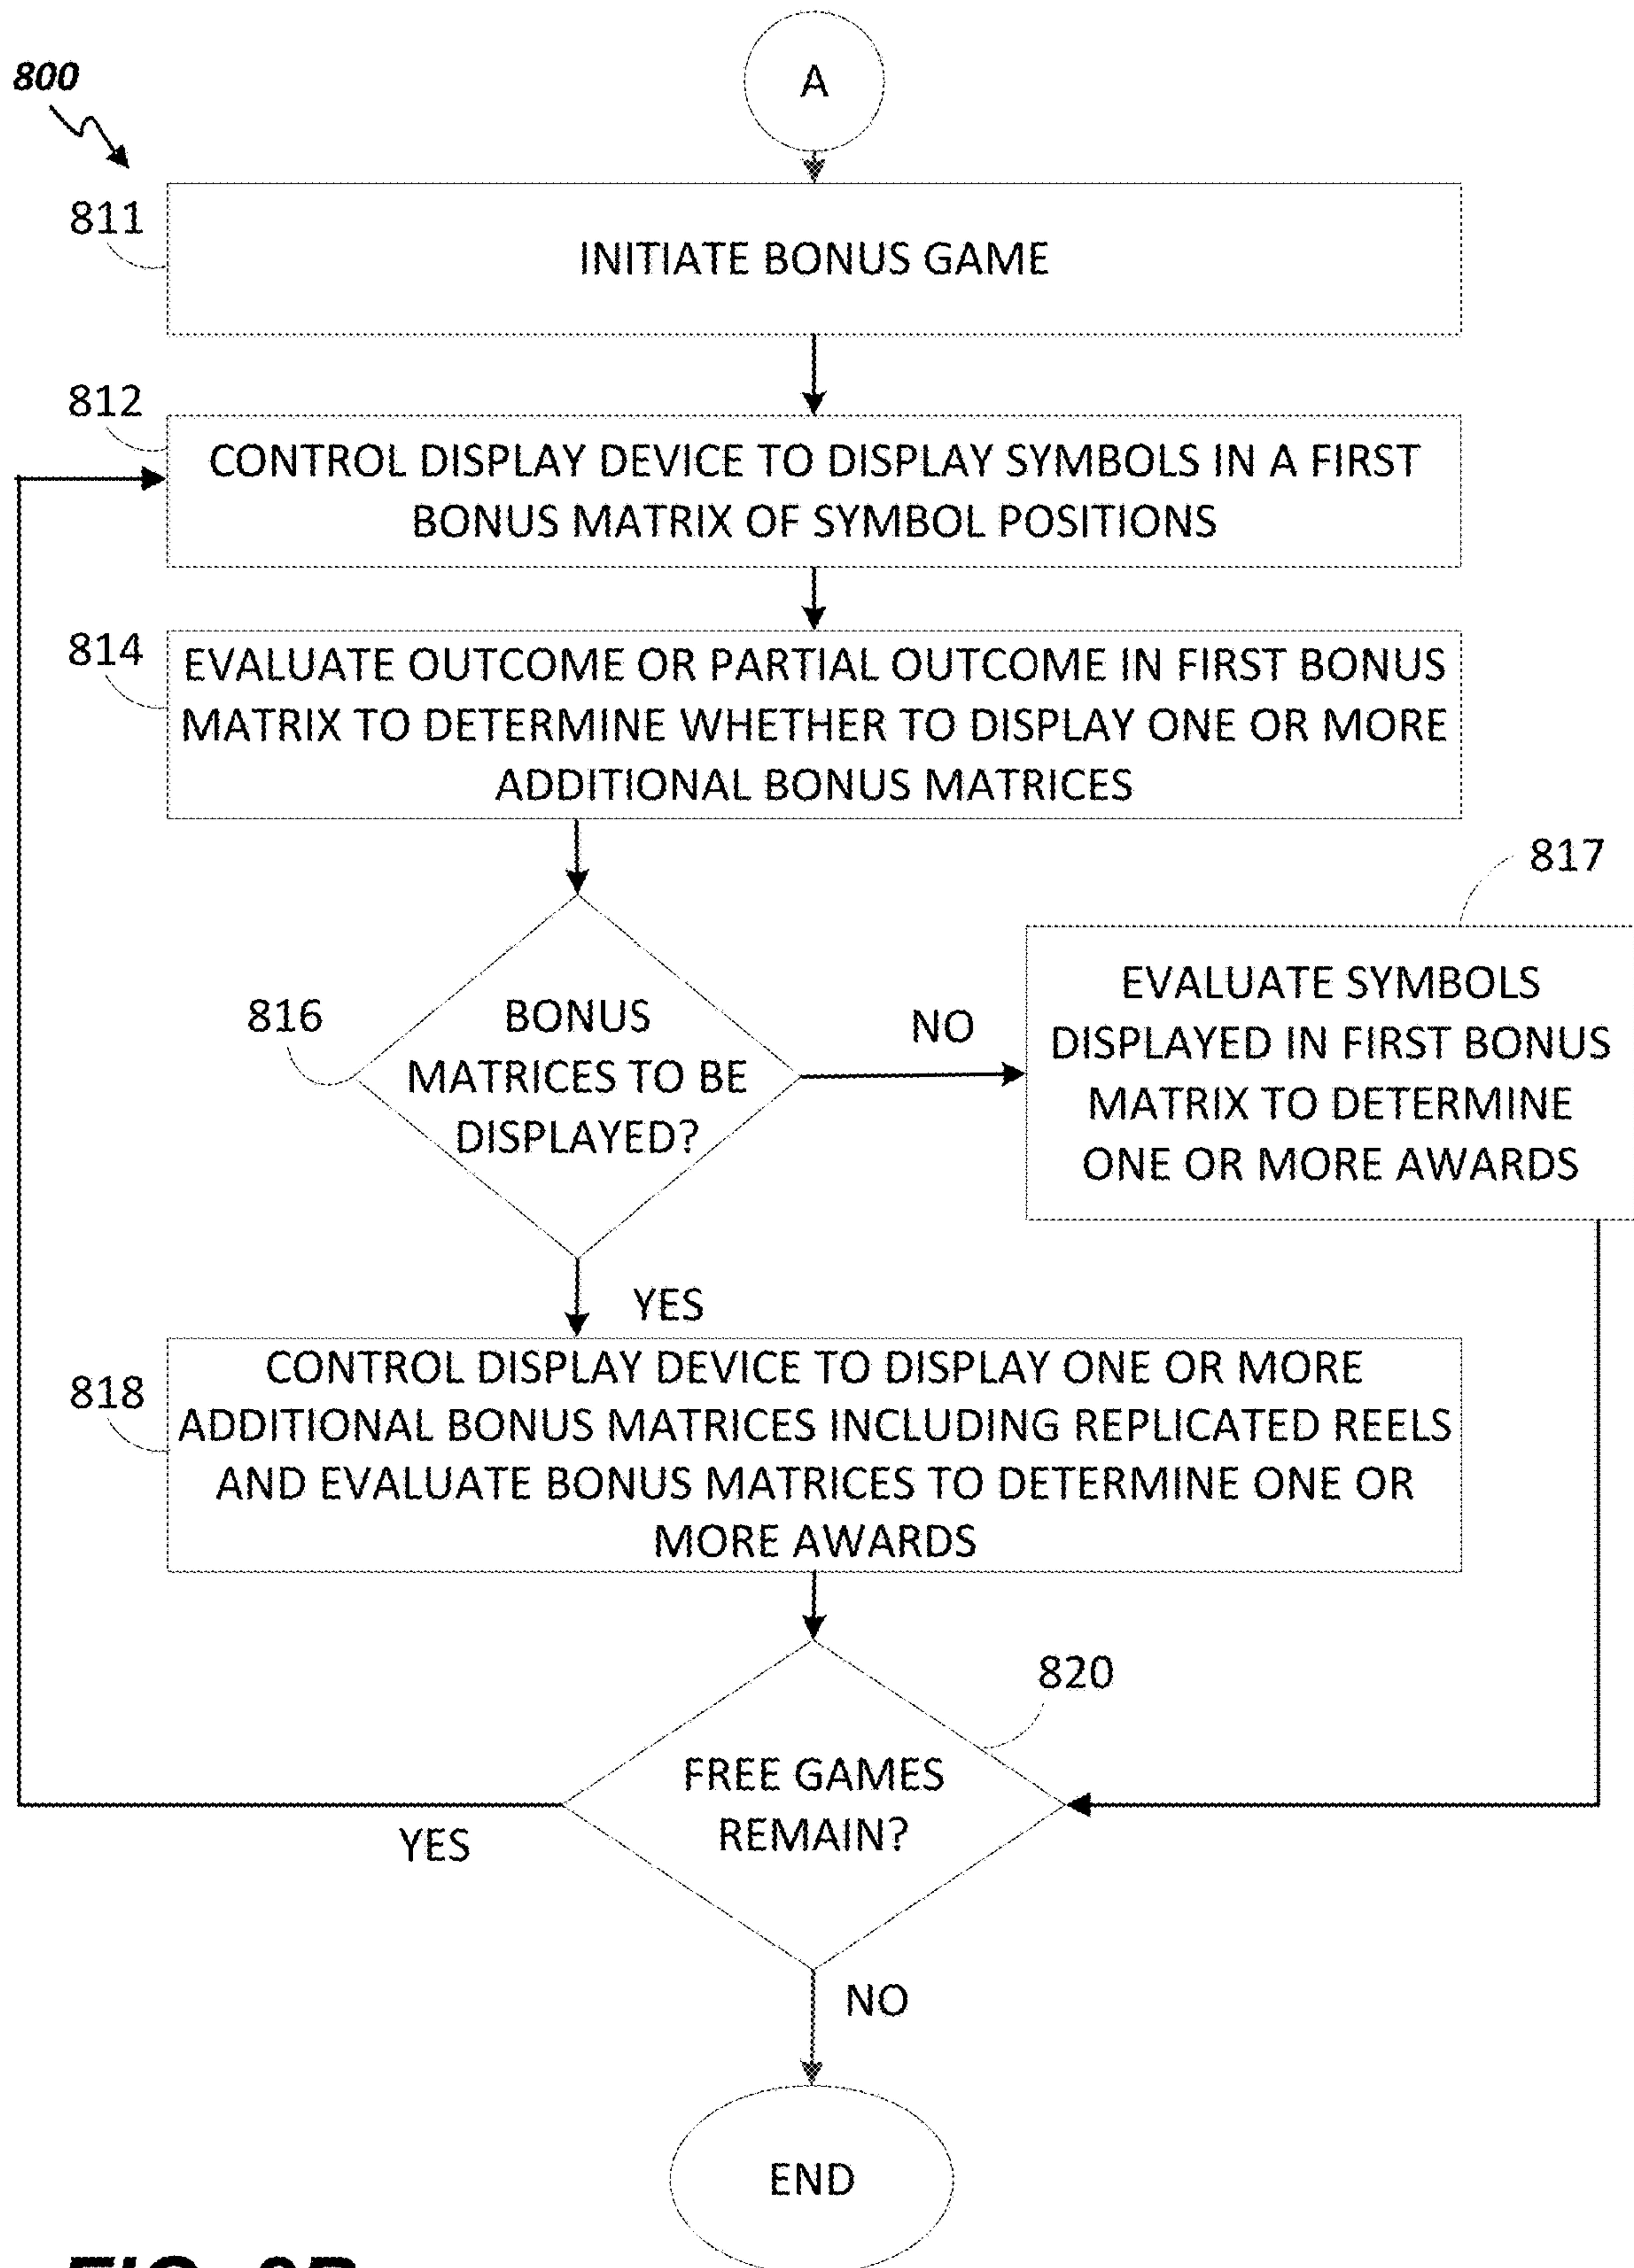 A
800
811
INITIATE BONUS GAME
812
CONTROL DISPLAY DEVICE TO DISPLAY SYMBOLS IN A FIRST
BONUS MATRIX OF SYMBOL POSITIONS
814
EVALUATE OUTCOME OR PARTIAL OUTCOME IN FIRST BONUS
MATRIX TO DETERMINE WHETHER TO DISPLAY ONE OR MORE
ADDITIONAL BONUS MATRICES
816
BONUS
MATRICES TO BE
DISPLAYED?
NO
817
EVALUATE SYMBOLS
DISPLAYED IN FIRST BONUS
MATRIX TO DETERMINE
ONE OR MORE AWARDS
YES
818
CONTROL DISPLAY DEVICE TO DISPLAY ONE OR MORE
ADDITIONAL BONUS MATRICES INCLUDING REPLICATED REELS
AND EVALUATE BONUS MATRICES TO DETERMINE ONE OR
MORE AWARDS
820
FREE GAMES
REMAIN?
YES
NO
END